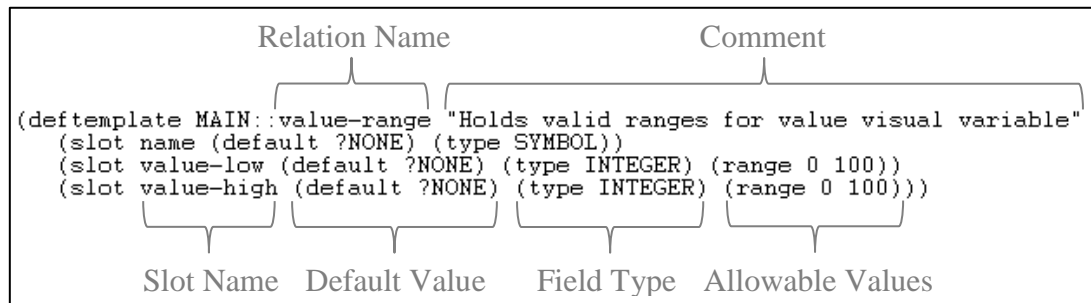 Relation Name Comment
(deftemplate MAIN::value-range "Holds valid ranges for value visual variable"
(slot name (default ?NONE) (type SYMBOL))
(slot value-low (default ?NONE) (type INTEGER) (range 0 100))
(slot value-high (default ?NONE) (type INTEGER) (range 0 100)))
Slot Name Default Value Field Type Allowable Values